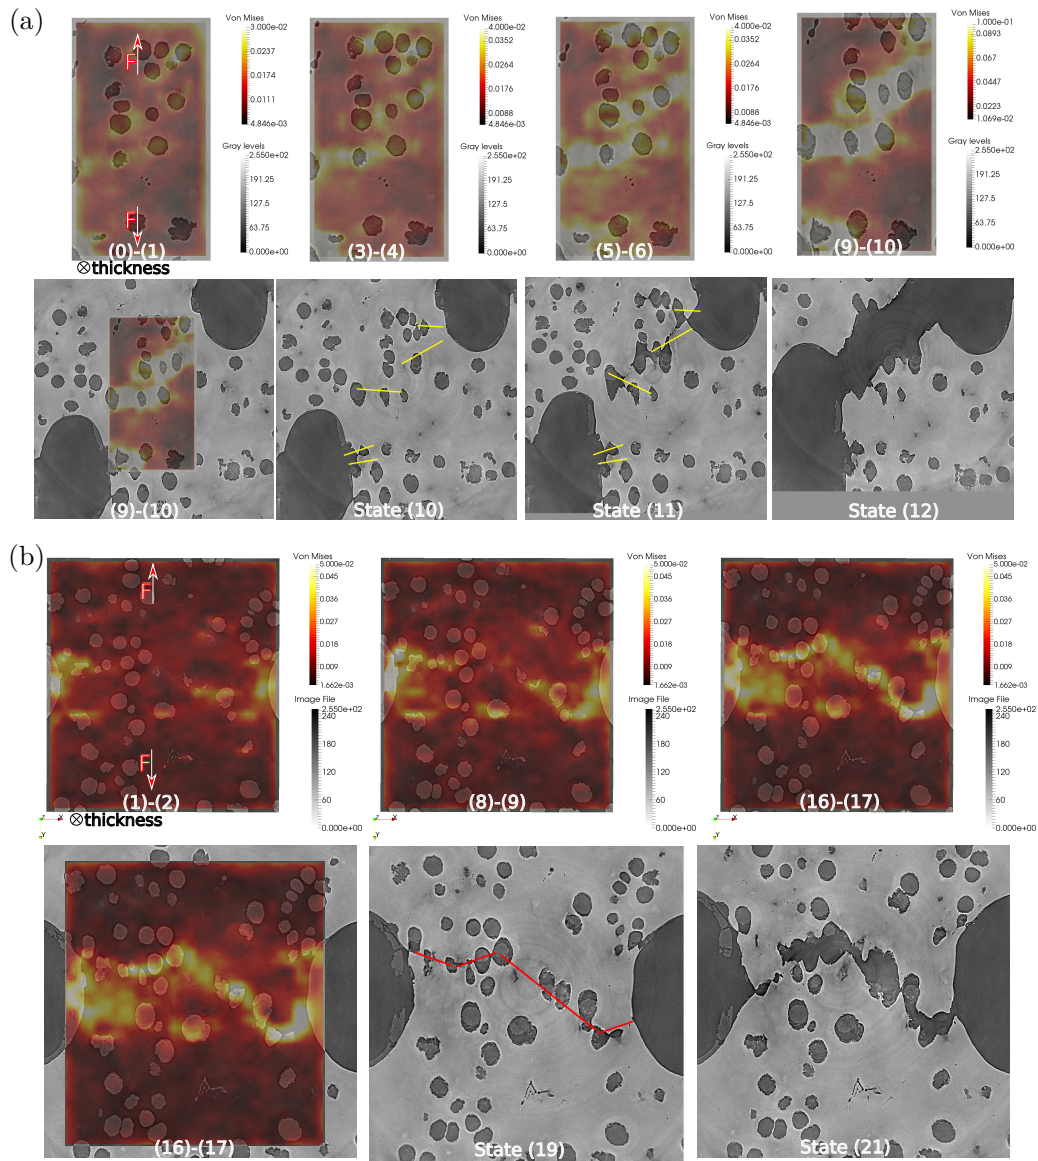 (a)
Von Mises
3.000e-02
0.0237
0.0174
0.0111
4.846e-03
Gray levels
2.550e+02
191.25
127.5
63.75
0.000e+00
F
F
(0)-(1)
⊗thickness
Von Mises
4.000e-02
0.0352
0.0176
0.0088
4.846e-03
Gray levels
2.550e+02
191.25
127.5
63.75
0.000e+00
(3)-(4)
Von Mises
4.000e-02
0.0352
0.0176
0.0088
4.846e-03
Gray levels
2.550e+02
191.25
127.5
63.75
0.000e+00
(5)-(6)
Von Mises
1.000e-01
0.0893
0.067
0.0447
0.0223
1.069e-02
Gray levels
2.550e+02
191.25
127.5
63.75
0.000e+00
(9)-(10)
(9)-(10)
State (10)
State (11)
State (12)
(b)
Von Mises
5.000e-02
0.045
0.036
0.027
0.018
0.009
1.662e-03
Image File
2.550e+02
240
180
120
60
0.000e+00
F
F
(1)-(2)
⊗thickness
Z X
Y
Von Mises
5.000e-02
0.045
0.036
0.027
0.018
0.009
1.662e-03
Image File
2.550e+02
240
180
120
60
0.000e+00
(8)-(9)
Z X
Y
Von Mises
5.000e-02
0.045
0.036
0.027
0.018
0.009
1.662e-03
Image File
2.550e+02
240
180
120
60
0.000e+00
(16)-(17)
Z X
Y
(16)-(17)
State (19)
State (21)